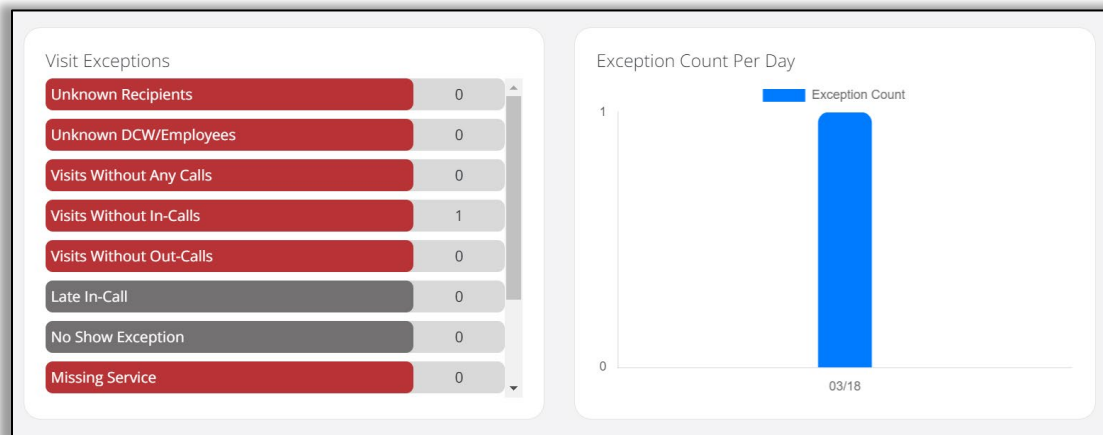 Visit Exceptions
Unknown Recipients 0
Unknown DCW/Employees 0
Visits Without Any Calls 0
Visits Without In-Calls 1
Visits Without Out-Calls 0
Late In-Call 0
No Show Exception 0
Missing Service 0
Exception Count Per Day
Exception Count
1
0
03/18